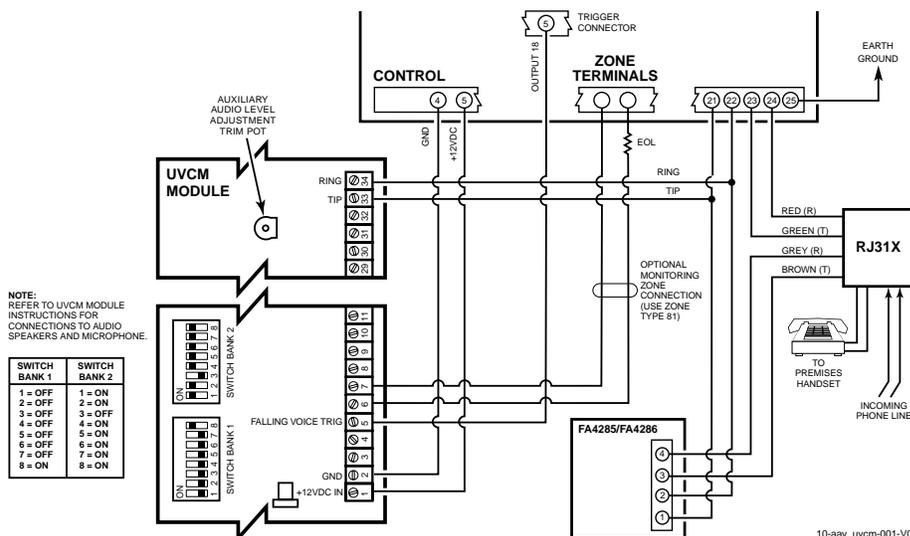 TRIGGER
CONNECTOR
5
OUTPUT 18
CONTROL
4 5
GND
+12VDC
ZONE
TERMINALS
EOL
21 22 23 24 25
EARTH
GROUND
AUXILIARY
AUDIO LEVEL
ADJUSTMENT
TRIM POT
UVCM
MODULE
RING
TIP
34
33
32
31
30
29
RING
TIP
RED (R)
GREEN (T)
GREY (R)
BROWN (T)
RJ31X
OPTIONAL
MONITORING
ZONE
CONNECTION
(USE ZONE
TYPE 81)
TO
PREMISES
HANDSET
INCOMING
PHONE LINE
NOTE:
REFER TO UVCM MODULE
INSTRUCTIONS FOR
CONNECTIONS TO AUDIO
SPEAKERS AND MICROPHONE.
SWITCH BANK 1
SWITCH BANK 2
1 = OFF 1 = ON
2 = OFF 2 = ON
3 = OFF 3 = OFF
4 = OFF 4 = ON
5 = OFF 5 = ON
6 = OFF 6 = ON
7 = OFF 7 = ON
8 = ON 8 = ON
ON
1 2 3 4 5 6 7 8
SWITCH BANK 2
ON
1 2 3 4 5 6 7 8
SWITCH BANK 1
11
10
9
8
7
6
5
4
3
2
1
FALLING VOICE TRIG
GND
+12VDC IN
FA4285/FA4286
4
3
2
1
10-aav_uvcm-001-V0